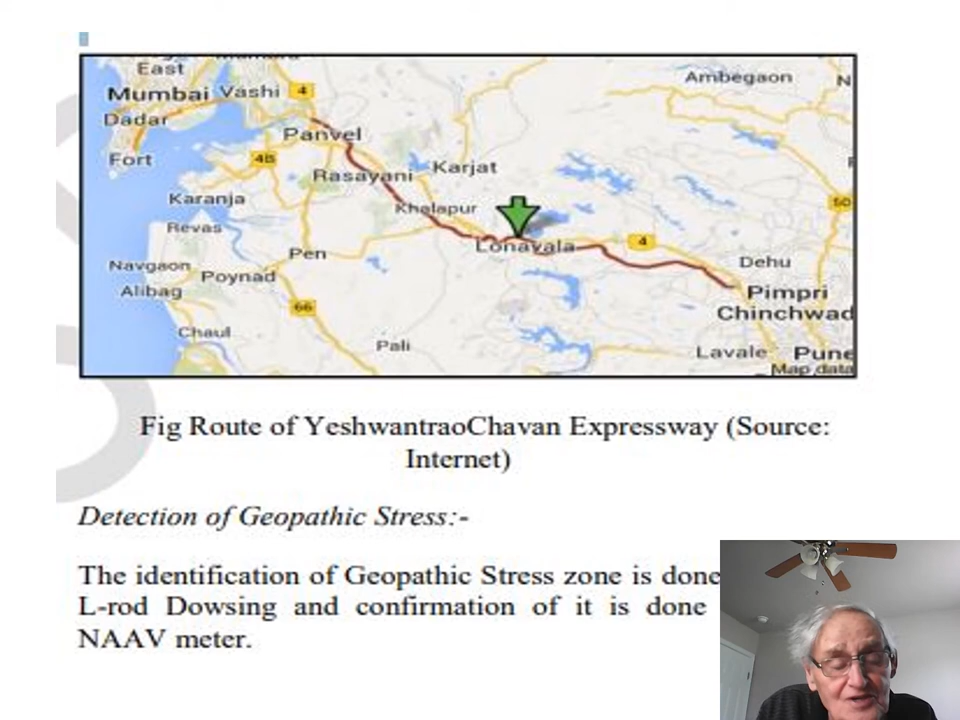 East
Mumbai Vashi 4
Ambegaon N
Dadar
Panvel
Fort 4B
Rasayani Karjat
Karanja Khalapur 50
Revas
Lonavala 4
Pen Dehu
Navgaon
Poynad
Alibag Pimpri
66 Chinchwad
Chaul
Pali Lavale Pune
Map data
Fig Route of YeshwantraoChavan Expressway (Source:
Internet)
Detection of Geopathic Stress:-
The identification of Geopathic Stress zone is done
L-rod Dowsing and confirmation of it is done
NAAV meter.